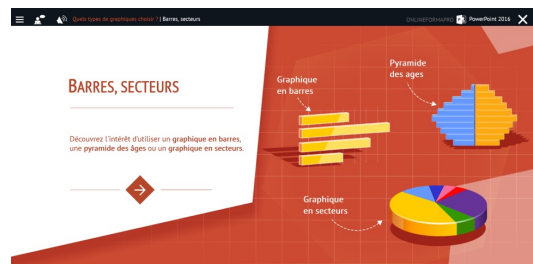 Quels types de graphiques choisir ? | Barres, secteurs
ONLINEFORMAPRO PowerPoint 2016
BARRES, SECTEURS
Découvrez l'intérêt d'utiliser un graphique en barres,
une pyramide des âges ou un graphique en secteurs.
Graphique
en barres
Pyramide
des ages
Graphique
en secteurs